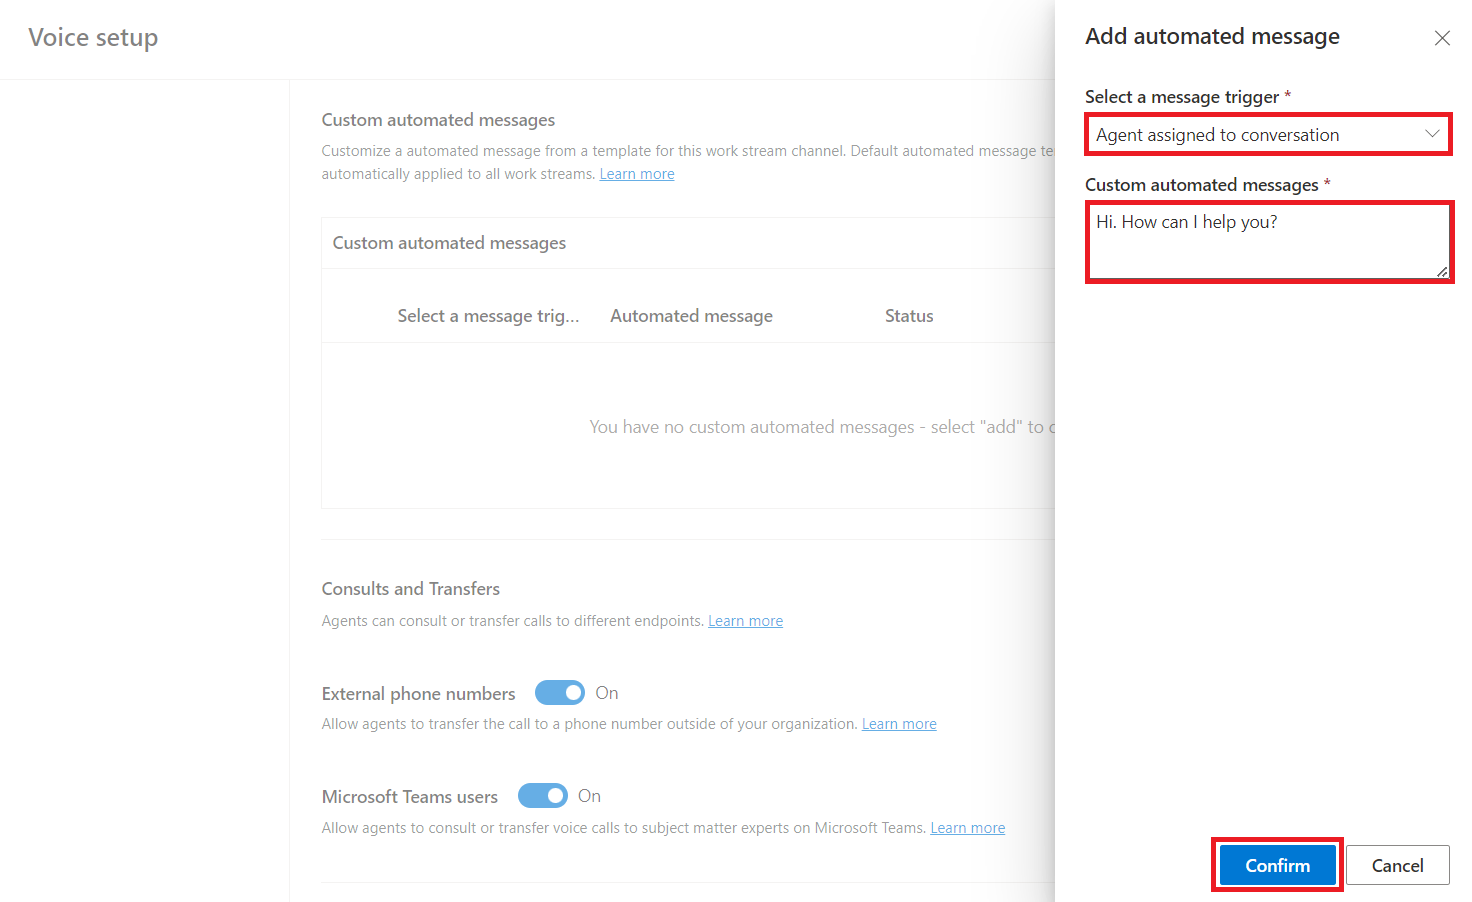 Voice setup
Custom automated messages
Customize a automated message from a template for this work stream channel. Default automated message te
automatically applied to all work streams. Learn more
Custom automated messages
Select a message trig... Automated message Status
You have no custom automated messages - select "add" to c
Consults and Transfers
Agents can consult or transfer calls to different endpoints. Learn more
External phone numbers On
Allow agents to transfer the call to a phone number outside of your organization. Learn more
Microsoft Teams users On
Allow agents to consult or transfer voice calls to subject matter experts on Microsoft Teams. Learn more
Add automated message
Select a message trigger *
Agent assigned to conversation
Custom automated messages *
Hi. How can I help you?
Confirm Cancel